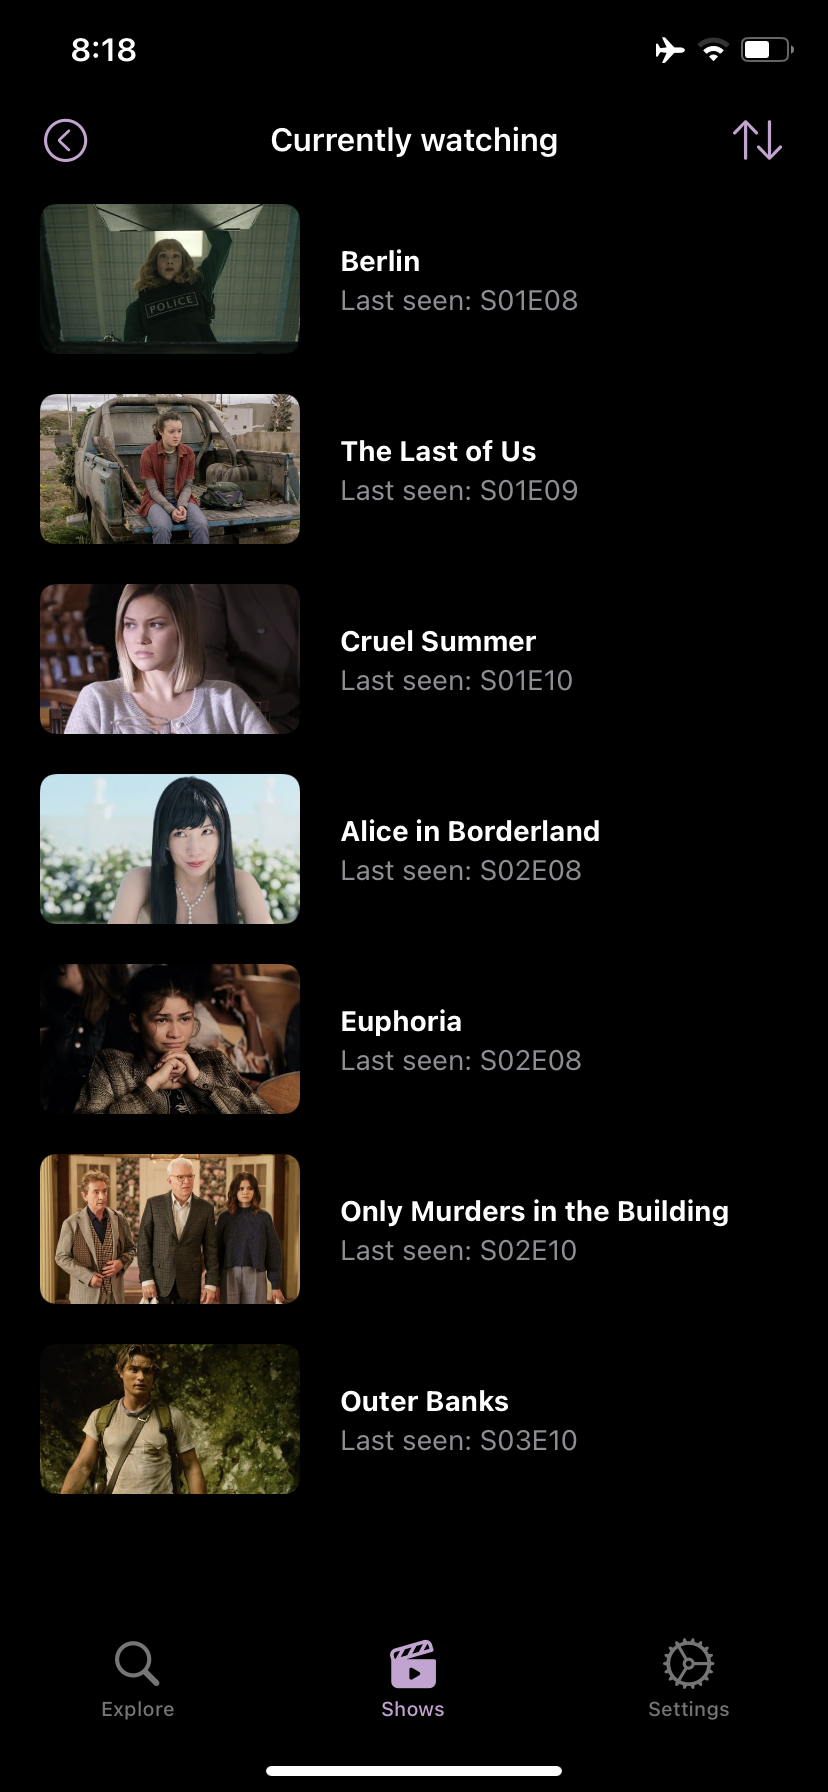 8:18
Currently watching
POLICE
Berlin
Last seen: S01E08
The Last of Us
Last seen: S01E09
Cruel Summer
Last seen: S01E10
Alice in Borderland
Last seen: S02E08
Euphoria
Last seen: S02E08
Only Murders in the Building
Last seen: S02E10
Outer Banks
Last seen: S03E10
Explore
Shows
Settings